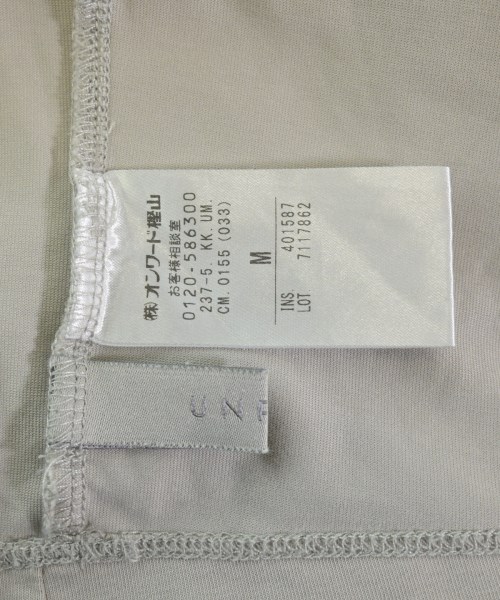 (株)オンワード樫山
お客様相談室
0120-586300
237-5. KK. UM.
CM. 0155 (033)
M
INS 401587
LOT 7117862